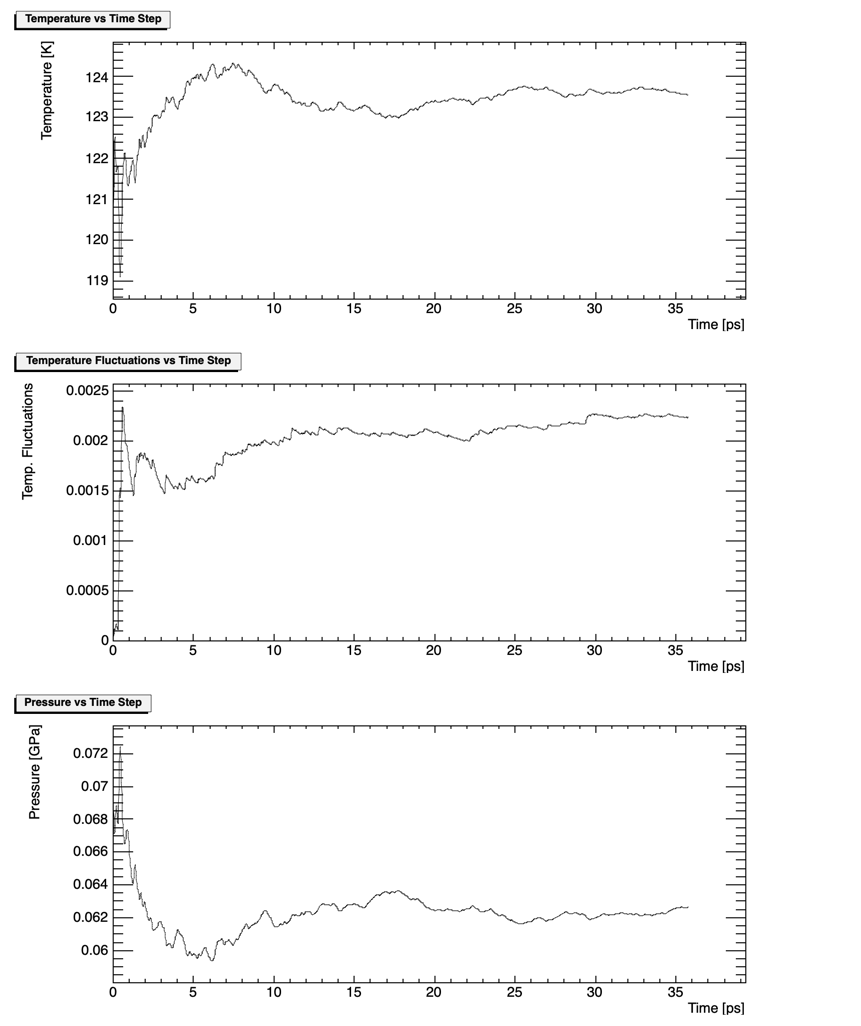 Temperature vs Time Step
Temperature [K]
124
123
122
121
120
119
0 5 10 15 20 25 30 35
Time [ps]
Temperature Fluctuations vs Time Step
Temp. Fluctuations
0.0025
0.002
0.0015
0.001
0.0005
0
0 5 10 15 20 25 30 35
Time [ps]
Pressure vs Time Step
Pressure [GPa]
0.072
0.07
0.068
0.066
0.064
0.062
0.06
0 5 10 15 20 25 30 35
Time [ps]